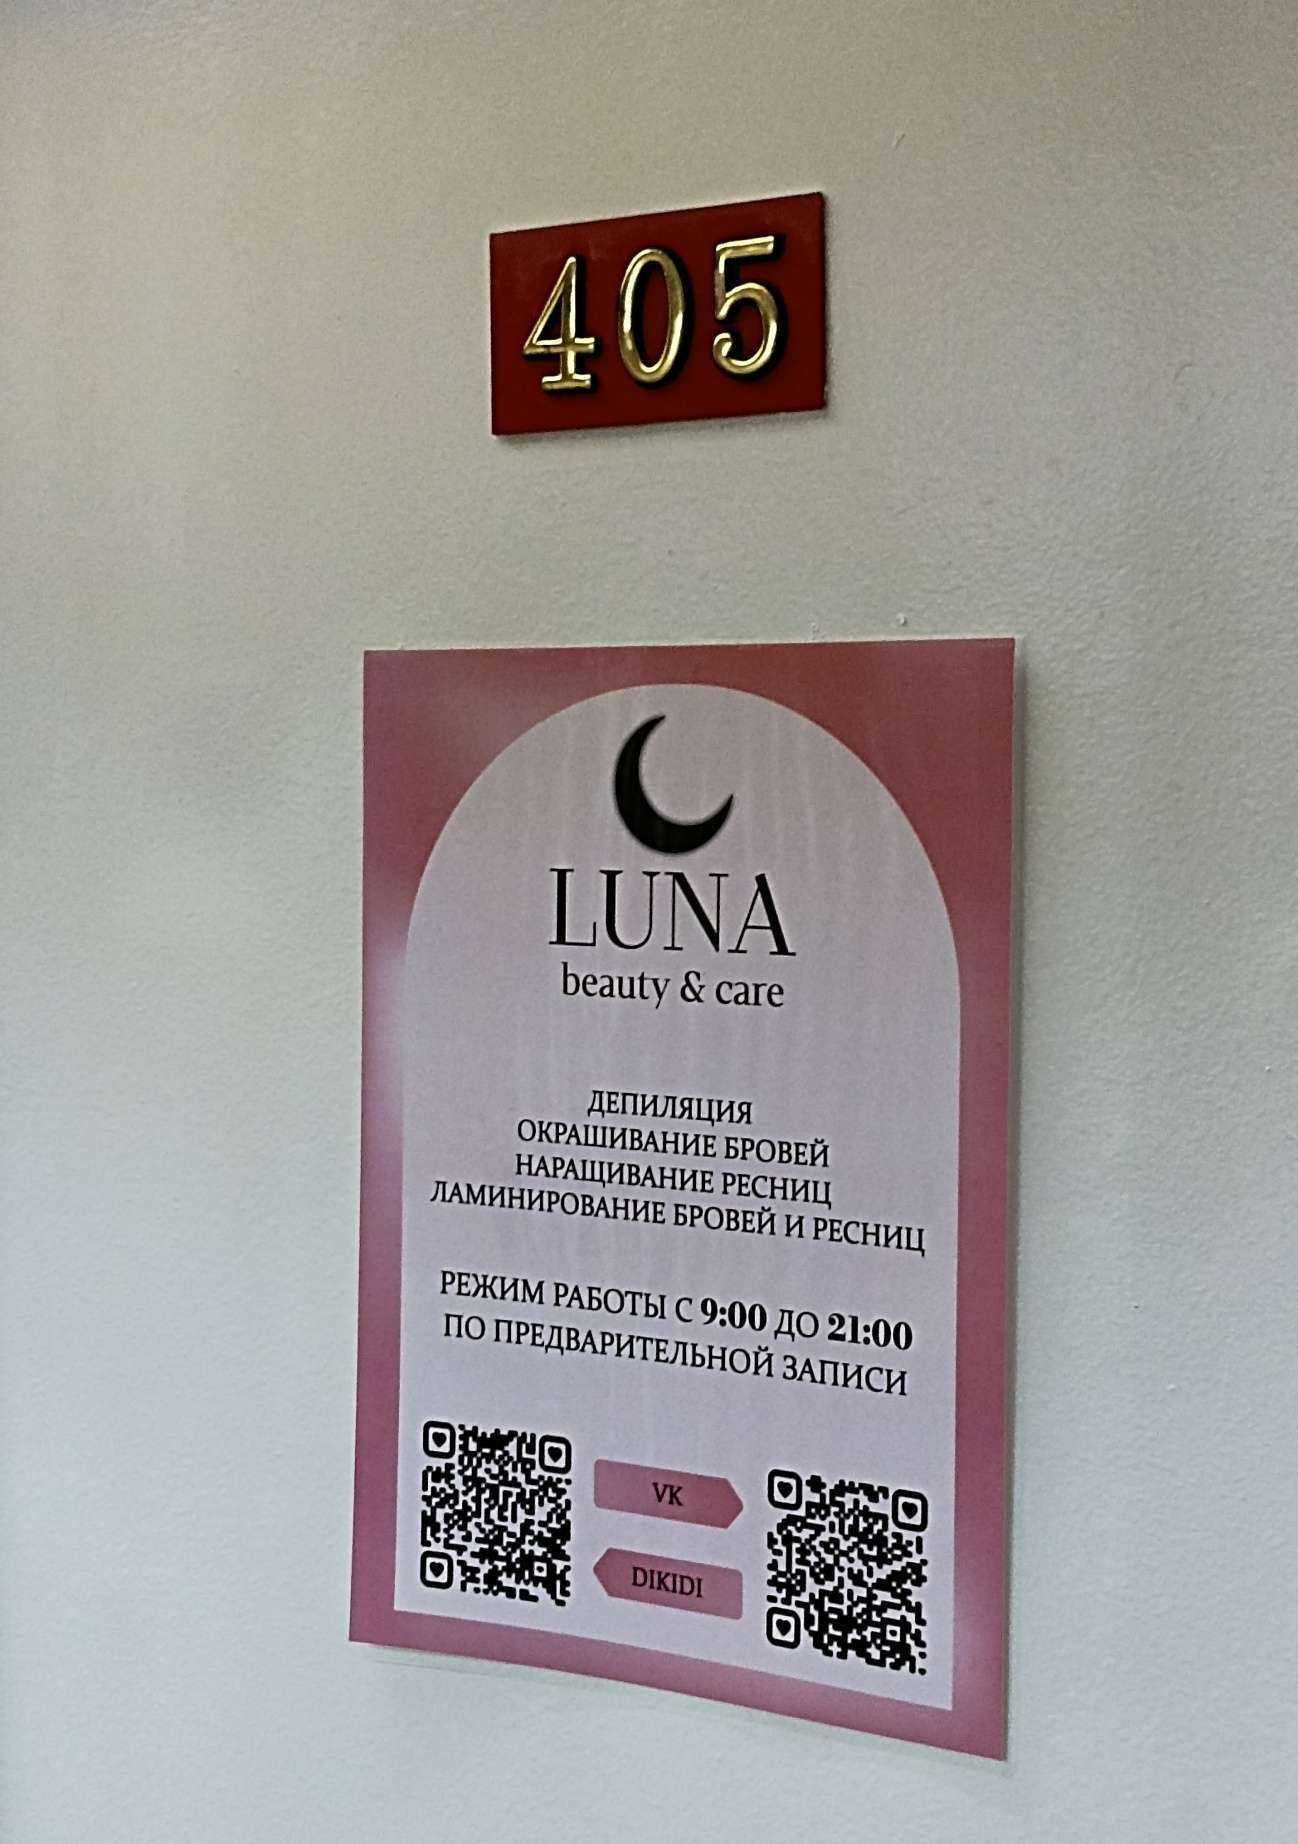 405
LUNA
beauty & care
ДЕПИЛЯЦИЯ
ОКРАШИВАНИЕ БРОВЕЙ
НАРАЩИВАНИЕ РЕСНИЦ
ЛАМИНИРОВАНИЕ БРОВЕЙ И РЕСНИЦ
РЕЖИМ РАБОТЫ С 9:00 ДО 21:00
ПО ПРЕДВАРИТЕЛЬНОЙ ЗАПИСИ
VK
DIKIDI